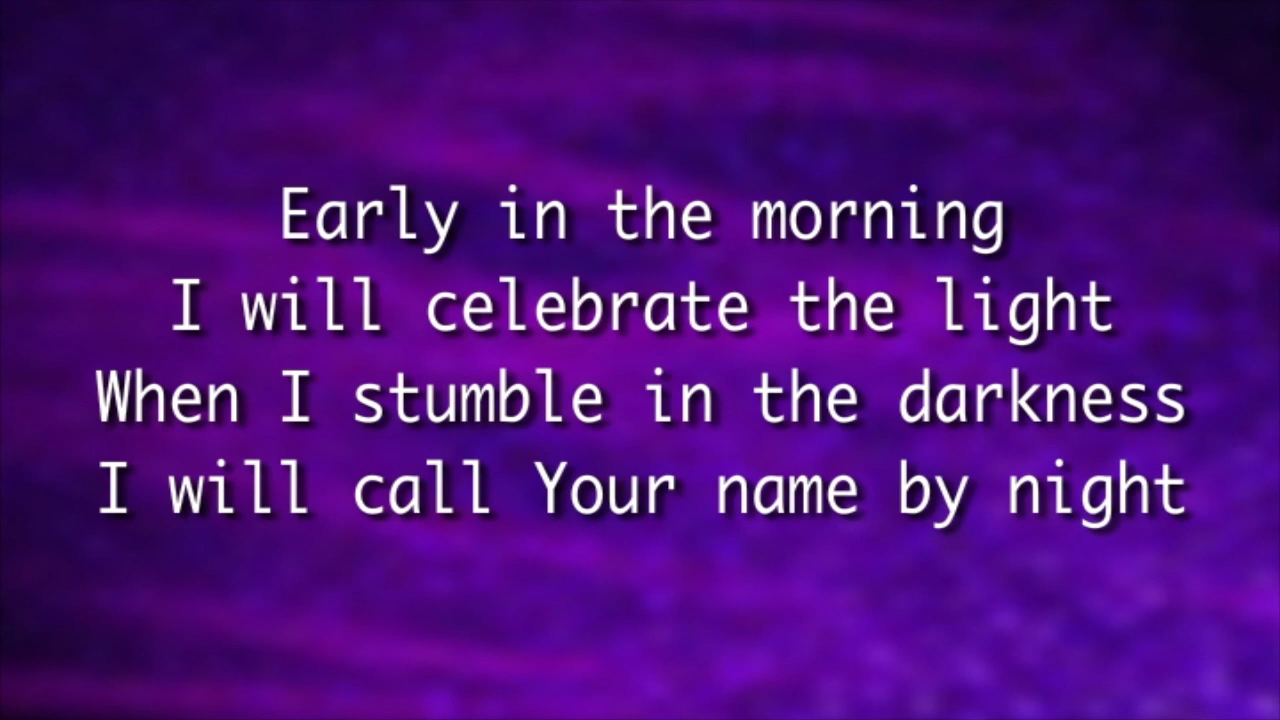 Early in the morning
I will celebrate the light
When I stumble in the darkness
I will call Your name by night